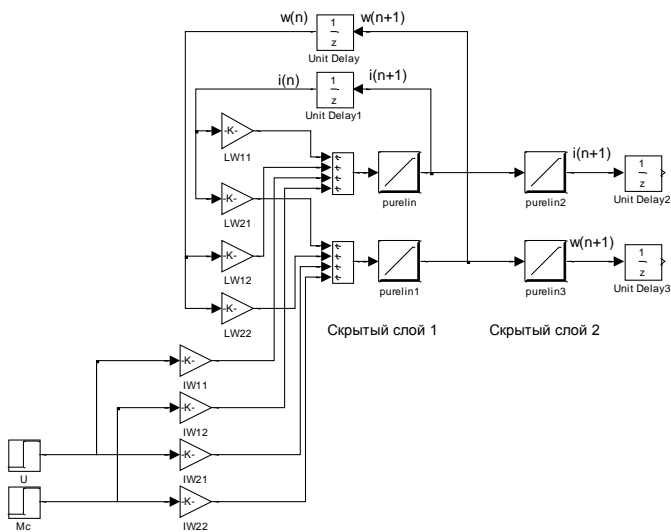 w(n)
w(n+1)
1
z
Unit Delay
i(n)
i(n+1)
1
z
Unit Delay1
-K-
LW11
-K-
LW21
-K-
LW12
-K-
LW22
purelin
purelin2
i(n+1)
1
z
Unit Delay2
purelin1
w(n+1)
purelin3
1
z
Unit Delay3
Скрытый слой 1
Скрытый слой 2
-K-
IW11
-K-
IW12
-K-
IW21
-K-
IW22
U
Mc